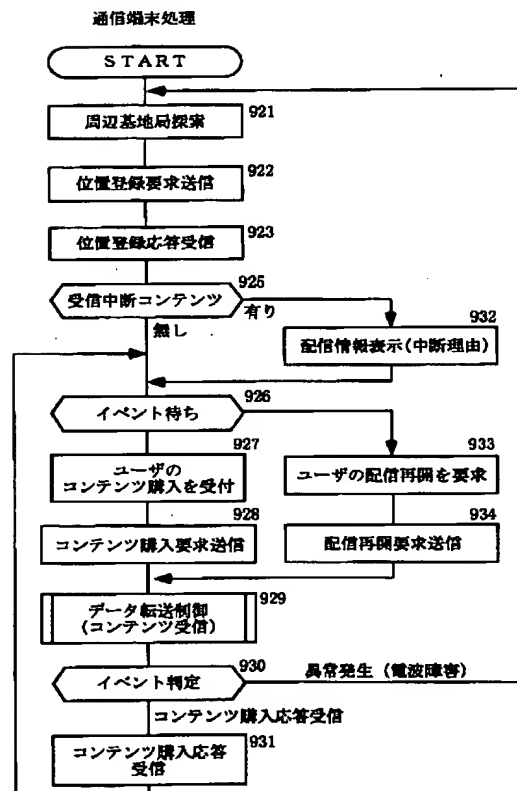 通信端末処理
START
921
周辺基地局探索
922
位置登録要求送信
923
位置登録応答受信
925
受信中断コンテンツ
有り
無し
932
配信情報表示(中断理由)
926
イベント待ち
927
ユーザの
コンテンツ購入を受付
933
ユーザの配信再開を要求
928
コンテンツ購入要求送信
934
配信再開要求送信
929
データ転送制御
(コンテンツ受信)
930
イベント判定
異常発生(電波障害)
コンテンツ購入応答受信
931
コンテンツ購入応答
受信